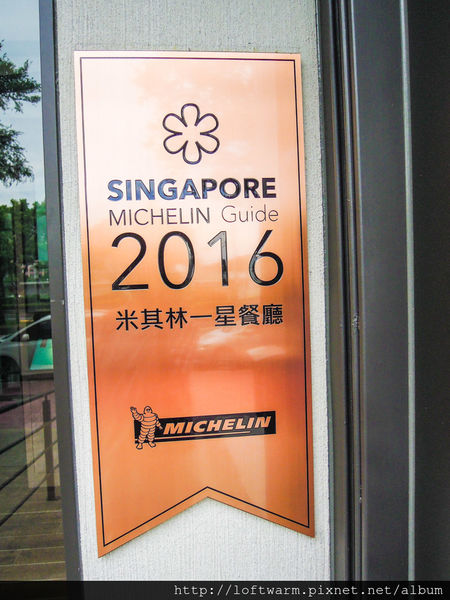 SINGAPORE
MICHELIN Guide
2016
米其林一星餐廳
MICHELIN
http://loftwarm.pixnet.net/album